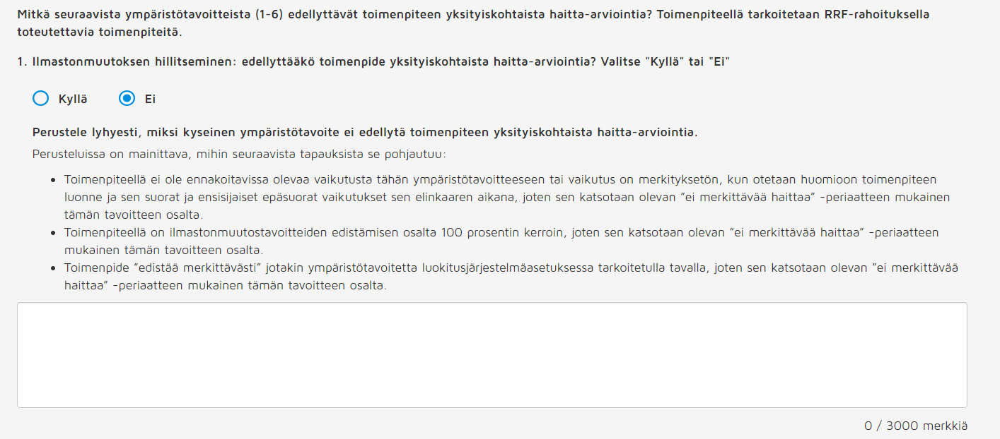 Mitkä seuraavista ympäristötavoitteista (1-6) edellyttävät toimenpiteen yksityiskohtaista haitta-arviointia? Toimenpiteellä tarkoitetaan RRF-rahoituksella
toteutettavia toimenpiteitä.
1. Ilmastonmuutoksen hillitseminen: edellyttääkö toimenpide yksityiskohtaista haitta-arviointia? Valitse "Kyllä" tai "Ei"
Kyllä Ei
Perustele lyhyesti, miksi kyseinen ympäristötavoite ei edellytä toimenpiteen yksityiskohtaista haitta-arviointia.
Perusteluissa on mainittava, mihin seuraavista tapauksista se pohjautuu:
• Toimenpiteellä ei ole ennakoitavissa olevaa vaikutusta tähän ympäristötavoitteeseen tai vaikutus on merkityksetön, kun otetaan huomioon toimenpiteen
luonne ja sen suorat ja ensisijaiset epäsuorat vaikutukset sen elinkaaren aikana, joten sen katsotaan olevan ”ei merkittävää haittaa” -periaatteen mukainen
tämän tavoitteen osalta.
• Toimenpiteellä on ilmastonmuutostavoitteiden edistämisen osalta 100 prosentin kerroin, joten sen katsotaan olevan ”ei merkittävää haittaa” -periaatteen
mukainen tämän tavoitteen osalta.
• Toimenpide ”edistää merkittävästi” jotakin ympäristötavoitetta luokitusjärjestelmäasetuksessa tarkoitetulla tavalla, joten sen katsotaan olevan ”ei merkittävää
haittaa” -periaatteen mukainen tämän tavoitteen osalta.
0 / 3000 merkkiä